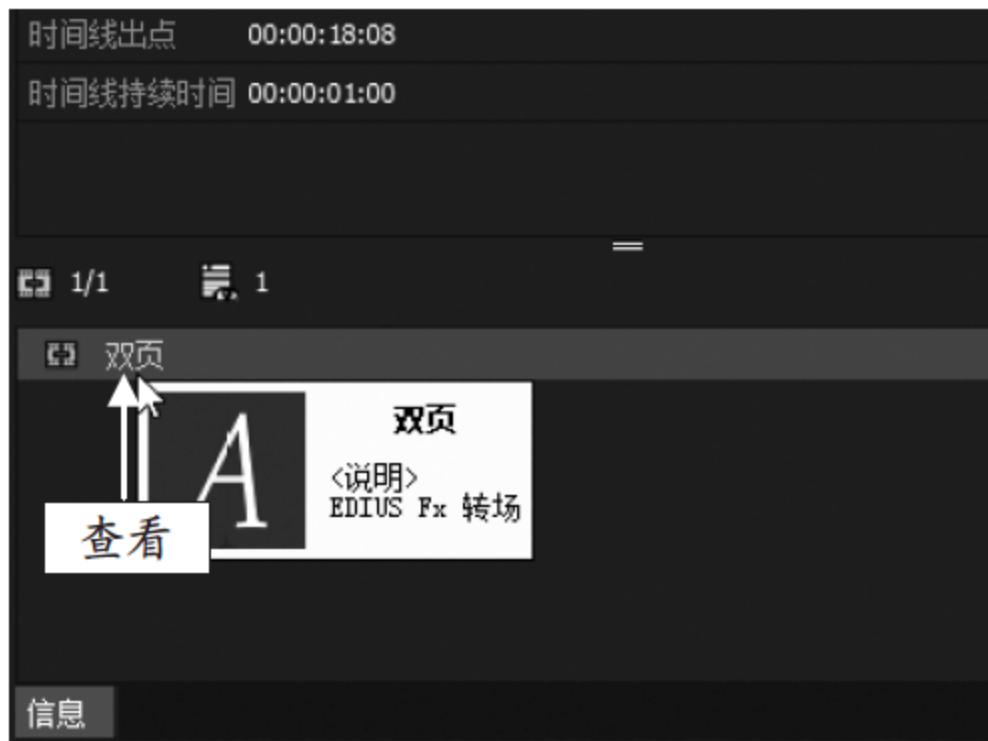 时间线出点 00:00:18:08
时间线持续时间 00:00:01:00
1/1 1
双页
A
双页
<说明>
EDIUS Fx 转场
查看
信息